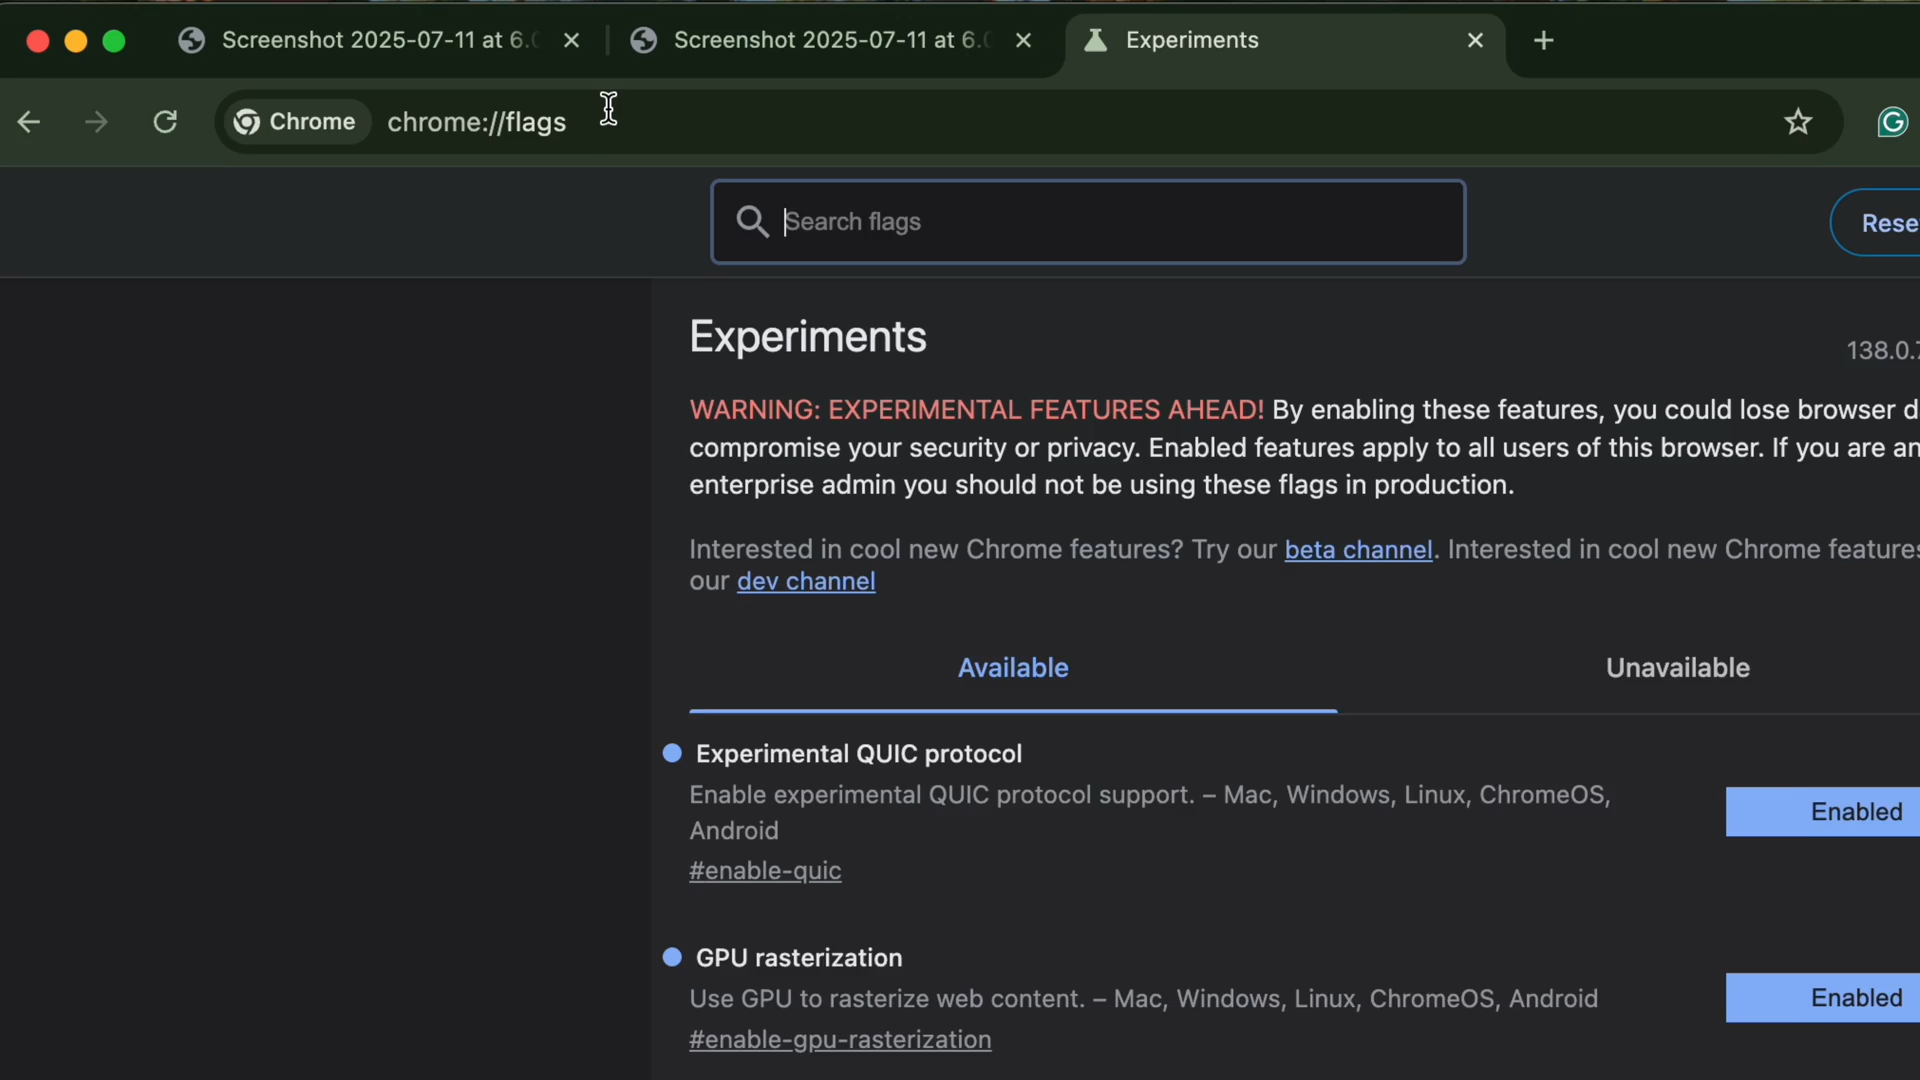 Screenshot 2025-07-11 at 6.0
Screenshot 2025-07-11 at 6.0
Experiments
Chrome
chrome://flags
Search flags
Rese
Experiments
138.0.7
WARNING: EXPERIMENTAL FEATURES AHEAD! By enabling these features, you could lose browser d
compromise your security or privacy. Enabled features apply to all users of this browser. If you are an
enterprise admin you should not be using these flags in production.
Interested in cool new Chrome features? Try our beta channel. Interested in cool new Chrome features
our dev channel
Available
Unavailable
Experimental QUIC protocol
Enable experimental QUIC protocol support. – Mac, Windows, Linux, ChromeOS,
Android
Enabled
#enable-quic
GPU rasterization
Use GPU to rasterize web content. – Mac, Windows, Linux, ChromeOS, Android
Enabled
#enable-gpu-rasterization